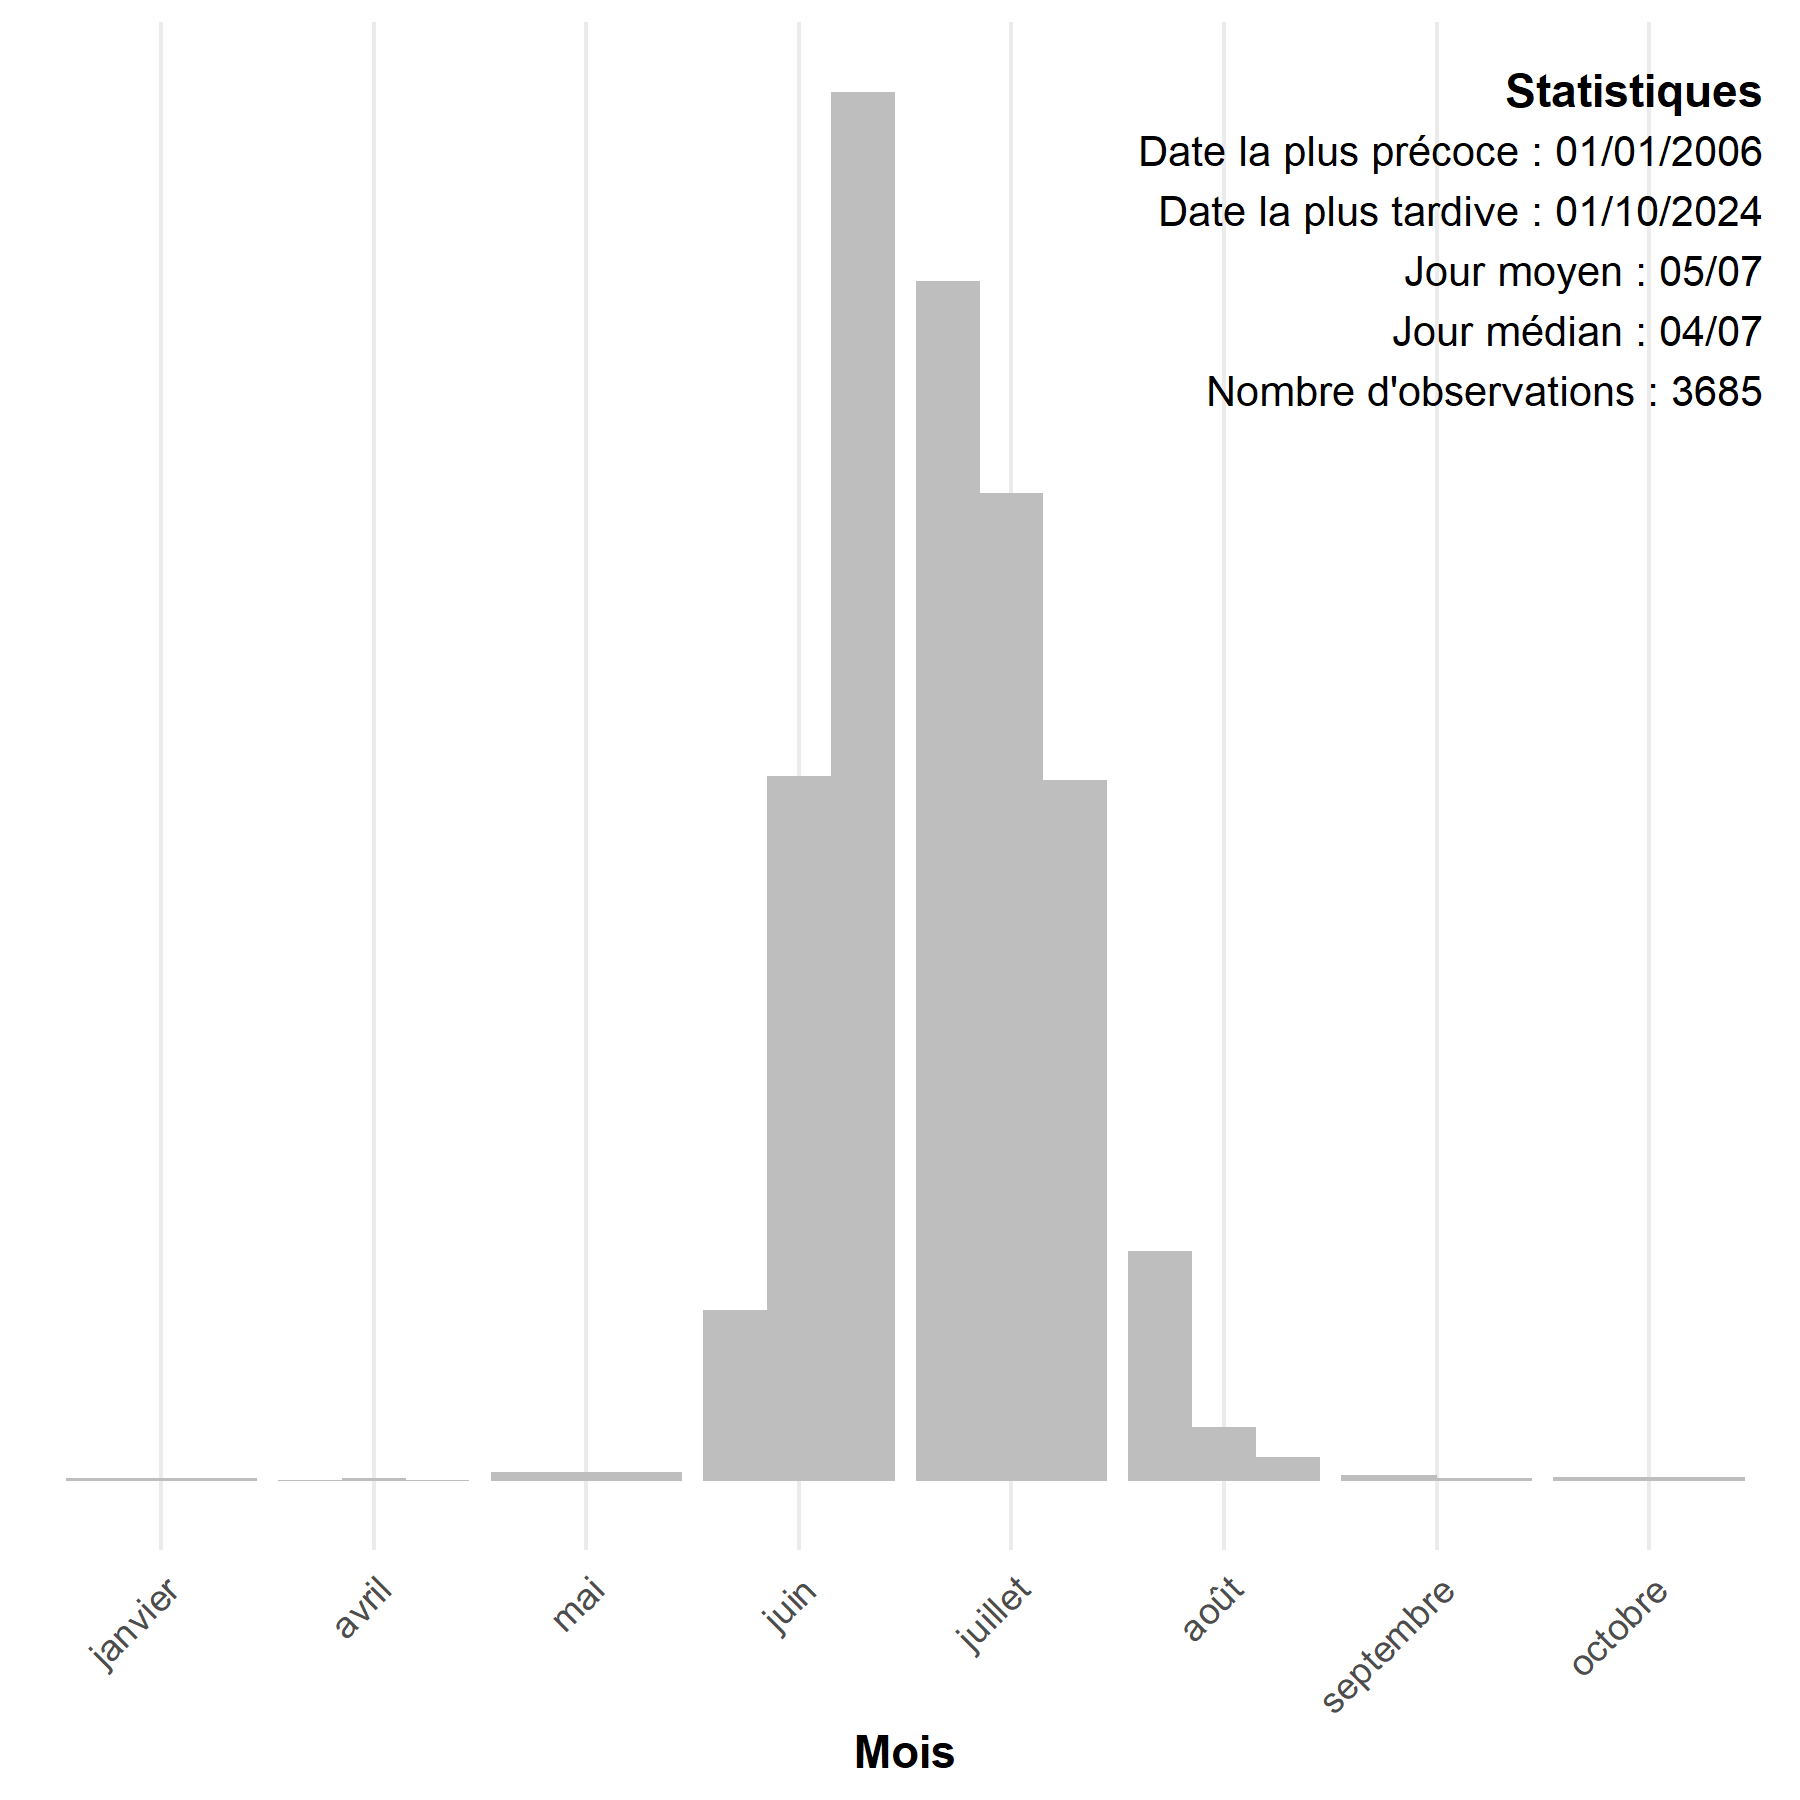 Statistiques
Date la plus précoce : 01/01/2006
Date la plus tardive : 01/10/2024
Jour moyen : 05/07
Jour médian : 04/07
Nombre d'observations : 3685
janvier
avril
mai
juin
juillet
août
septembre
octobre
Mois